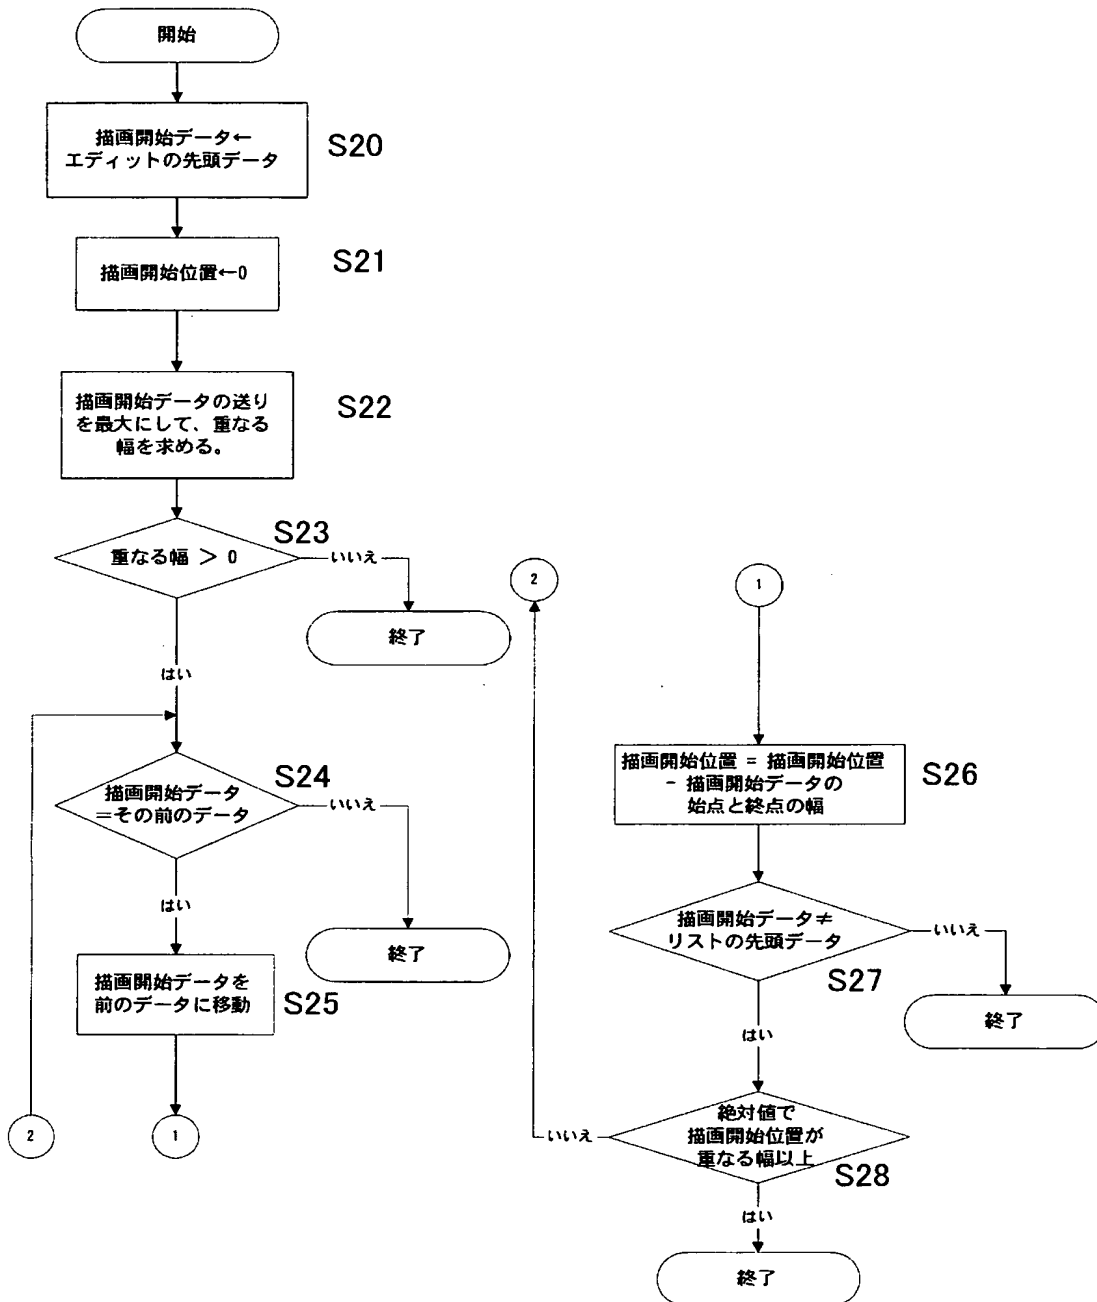 開始
描画開始データ←
エディットの先頭データ
S20
描画開始位置←0
S21
描画開始データの送り
を最大にして、重なる
幅を求める。
S22
重なる幅 > 0
S23
いいえ
終了
はい
描画開始データ
＝その前のデータ
S24
いいえ
終了
はい
描画開始データを
前のデータに移動
S25
2
1
2
1
描画開始位置 = 描画開始位置
- 描画開始データの
始点と終点の幅
S26
描画開始データ≠
リストの先頭データ
S27
いいえ
終了
はい
絶対値で
描画開始位置が
重なる幅以上
S28
いいえ
はい
終了